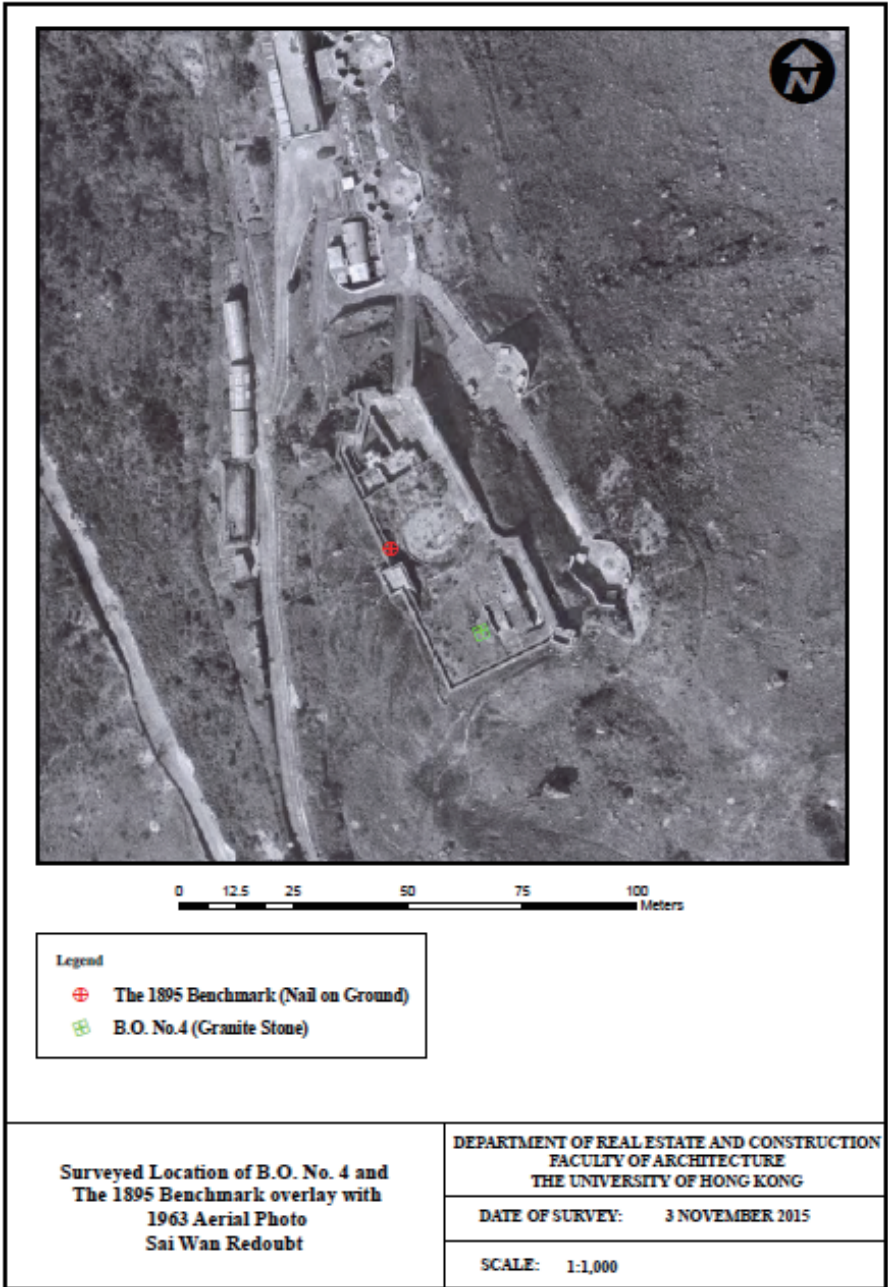 N
0 12.5 25 50 75 100
Meters
Legend
The 1895 Benchmark (Nail on Ground)
B.O. No.4 (Granite Stone)
Surveyed Location of B.O. No. 4 and
The 1895 Benchmark overlay with
1963 Aerial Photo
Sai Wan Redoubt
DEPARTMENT OF REAL ESTATE AND CONSTRUCTION
FACULTY OF ARCHITECTURE
THE UNIVERSITY OF HONG KONG
DATE OF SURVEY: 3 NOVEMBER 2015
SCALE: 1:1,000